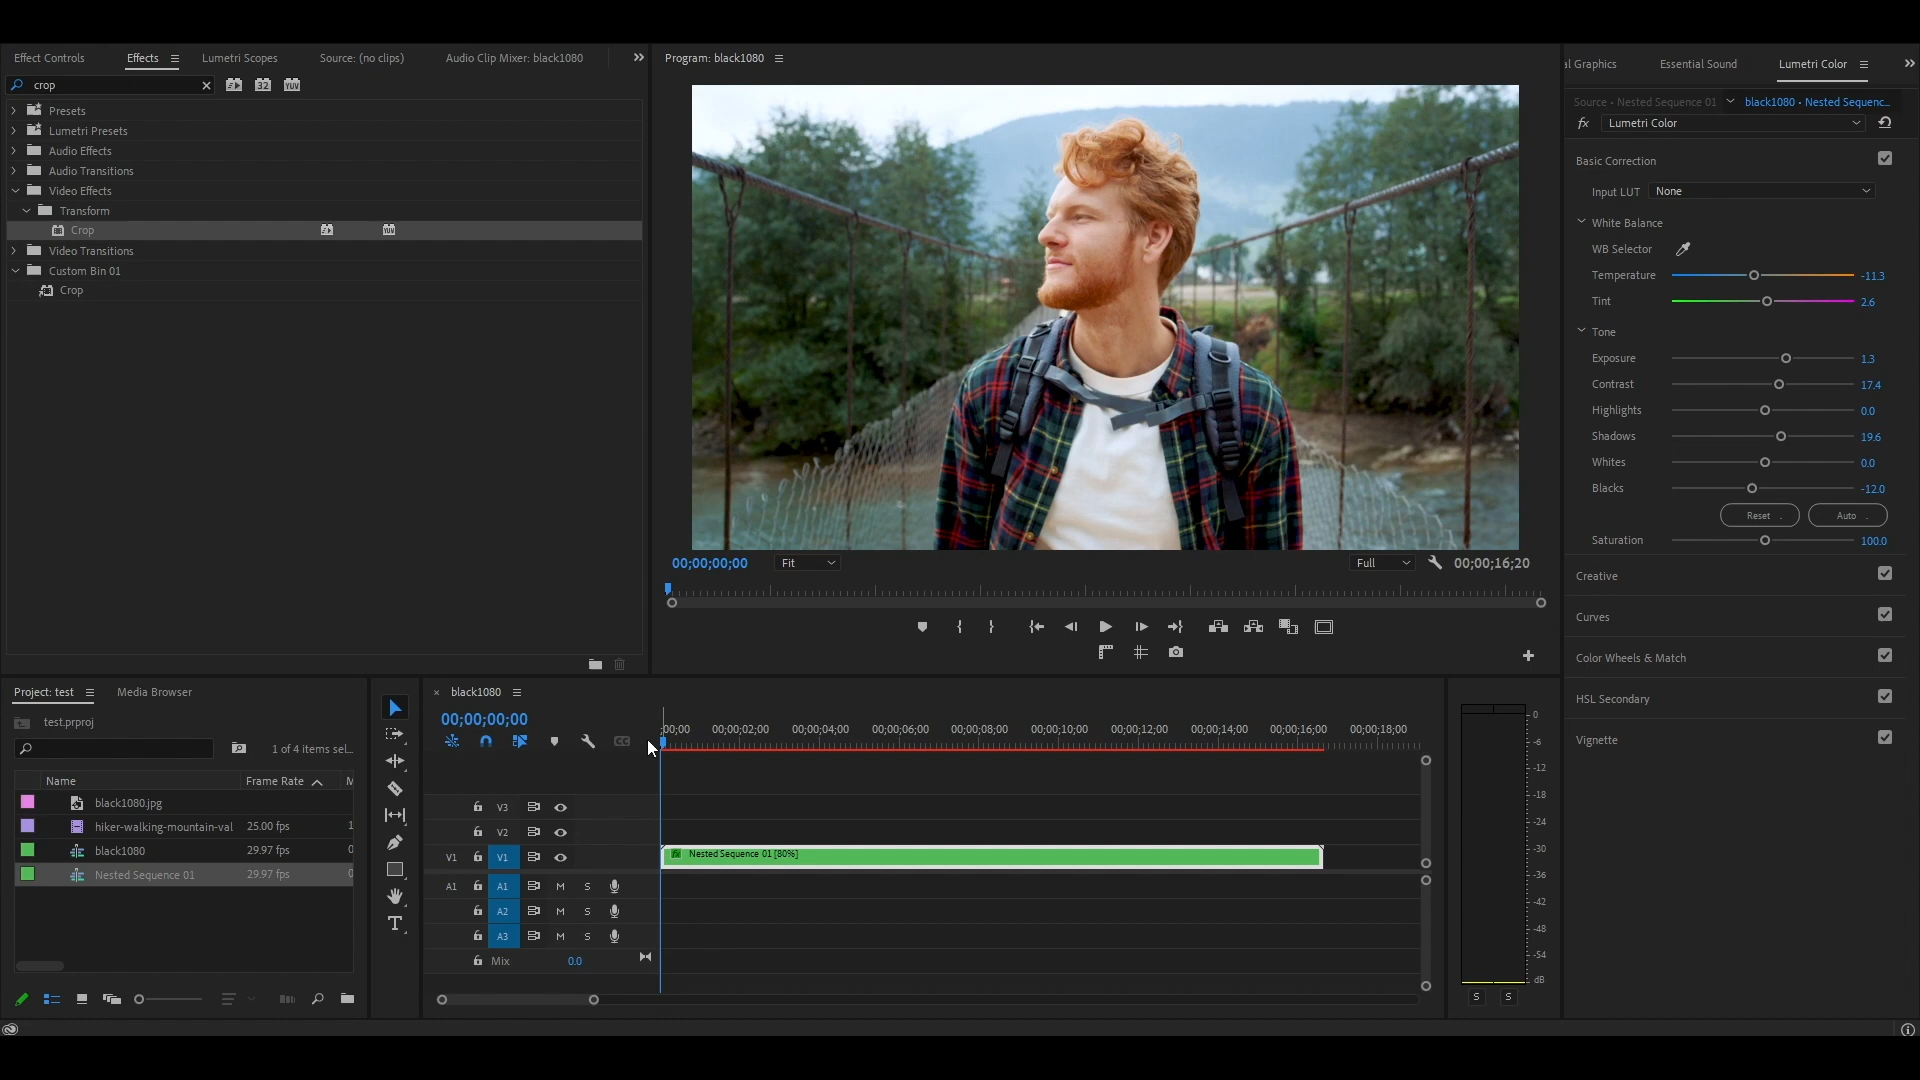 Effect Controls
Effects
Lumetri Scopes
Source: (no clips)
Audio Clip Mixer: black1080
crop
32
YUV
Presets
Lumetri Presets
Audio Effects
Audio Transitions
Video Effects
Transform
Crop
Video Transitions
Custom Bin 01
Crop
Program: black1080
00;00;00;00
Fit
Full
00;00;16;20
al Graphics
Essential Sound
Lumetri Color
Source · Nested Sequence 01
black1080 · Nested Sequenc...
fx
Lumetri Color
Basic Correction
Input LUT
None
White Balance
WB Selector
Temperature
-11.3
Tint
2.6
Tone
Exposure
1.3
Contrast
17.4
Highlights
0.0
Shadows
19.6
Whites
0.0
Blacks
-12.0
Reset
Auto
Saturation
100.0
Creative
Curves
Color Wheels & Match
HSL Secondary
Vignette
Project: test
Media Browser
test.prproj
1 of 4 items sel...
Name
Frame Rate
M
black1080.jpg
hiker-walking-mountain-val
25.00 fps
1
black1080
29.97 fps
0
Nested Sequence 01
29.97 fps
0
× black1080
00;00;00;00
;00;00
00;00;02;00
00;00;04;00
00;00;06;00
00;00;08;00
00;00;10;00
00;00;12;00
00;00;14;00
00;00;16;00
00;00;18;00
V3
V2
V1
V1
fx
Nested Sequence 01 [80%]
A1
A1
M
S
A2
M
S
A3
M
S
Mix
0.0
0
-6
-12
-18
-24
-30
-36
-42
-48
-54
dB
S
S